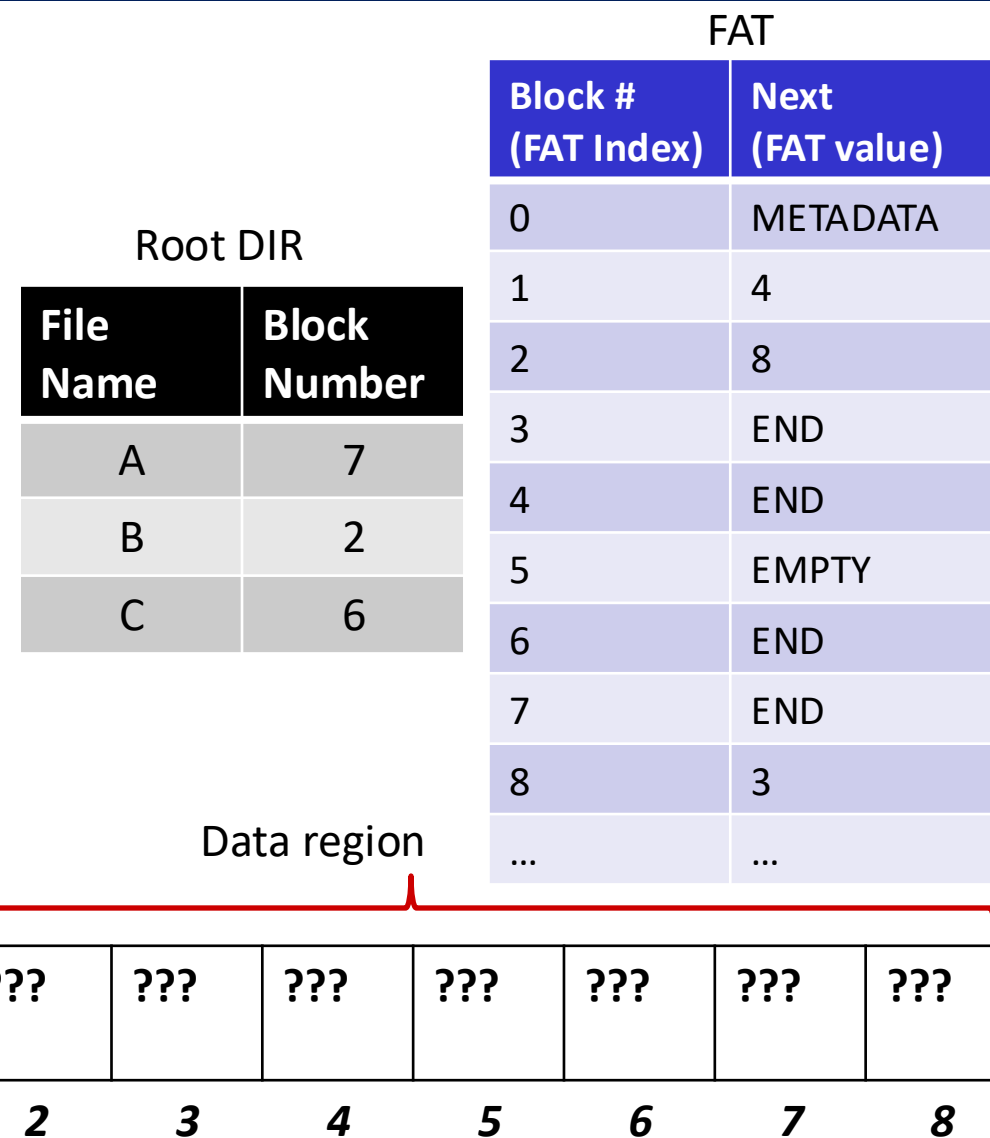 FAT
Block # (FAT Index) Next (FAT value)
0 METADATA
1 4
2 8
3 END
4 END
5 EMPTY
6 END
7 END
8 3
... ...
Root DIR
File Name Block Number
A 7
B 2
C 6
Data region
??? ??? ??? ??? ??? ??? ???
2 3 4 5 6 7 8